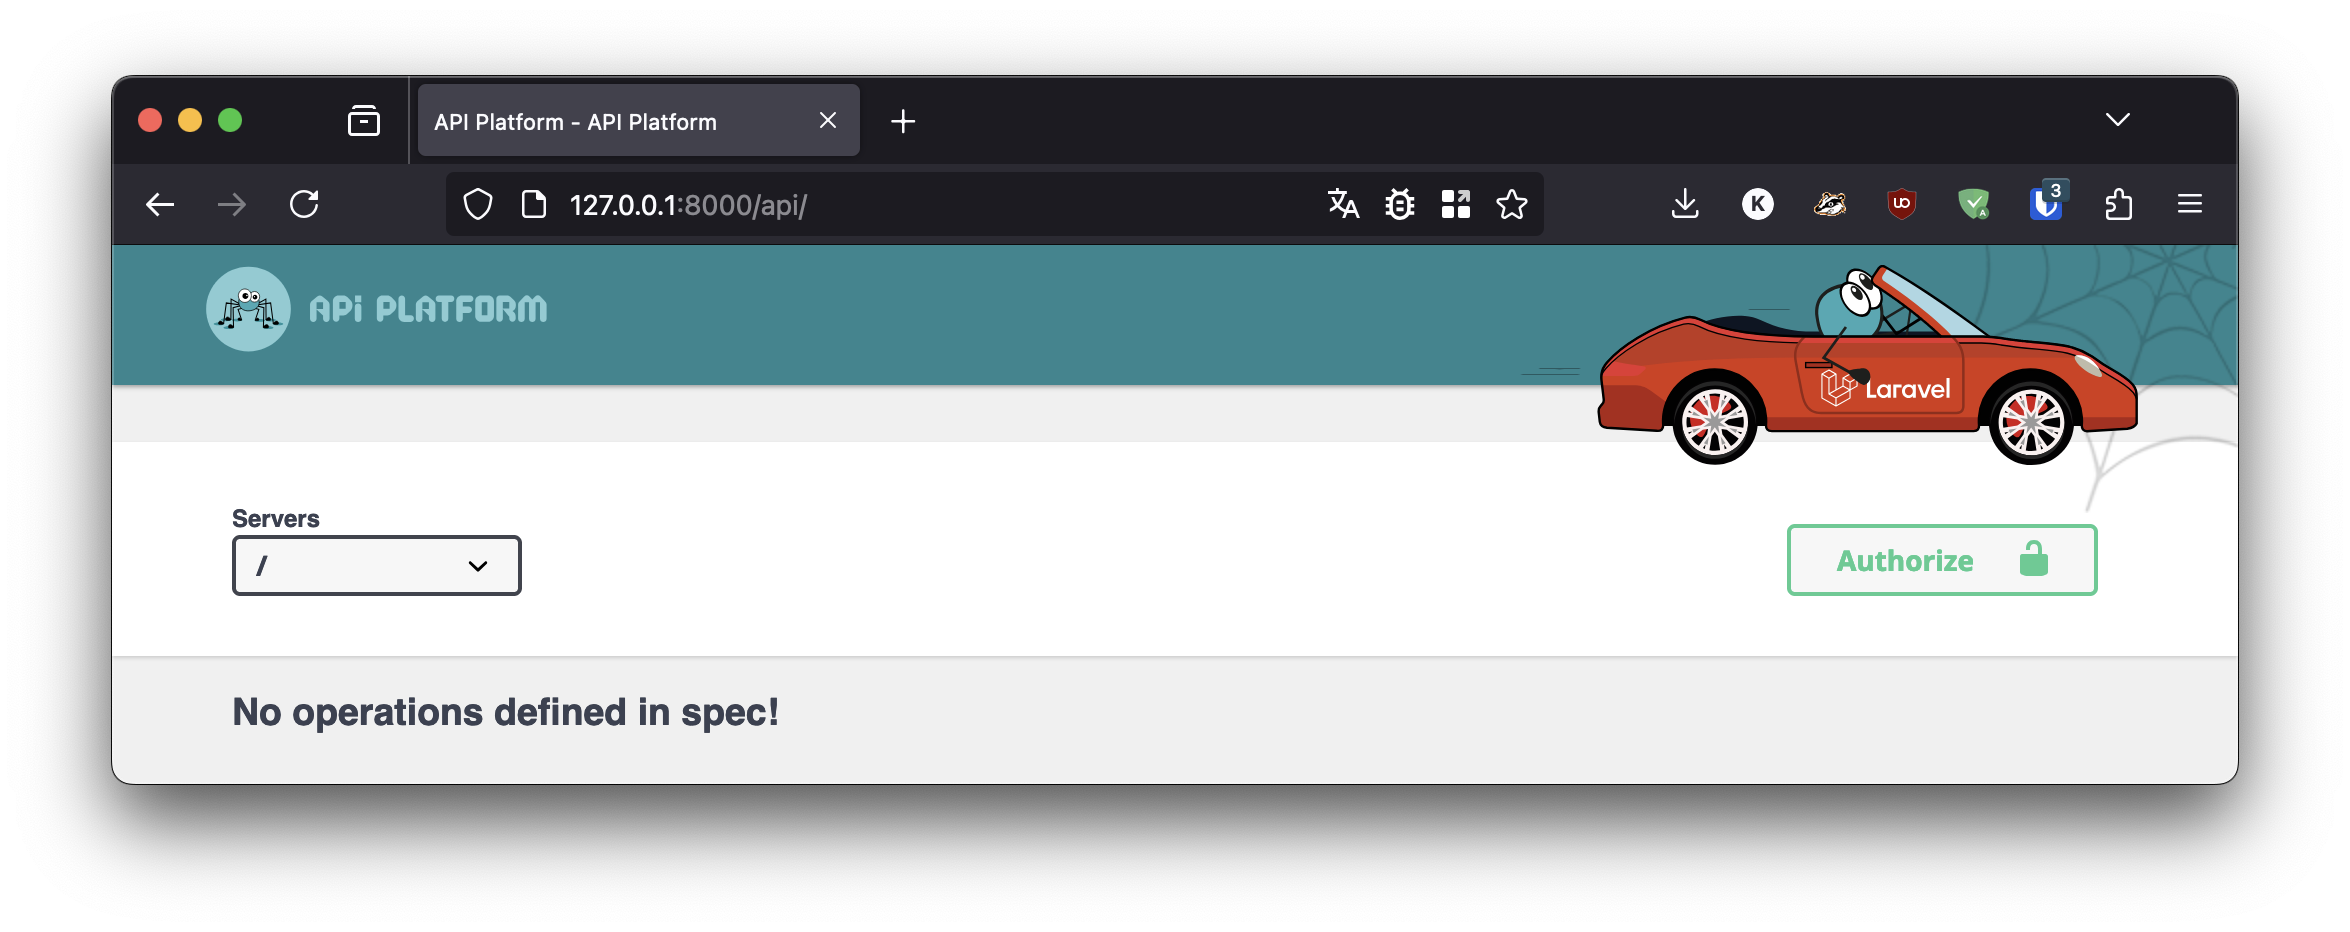 API Platform - API Platform
127.0.0.1:8000/api/
K
UO
A
3
API PLATFORM
Laravel
Servers
/
Authorize
No operations defined in spec!